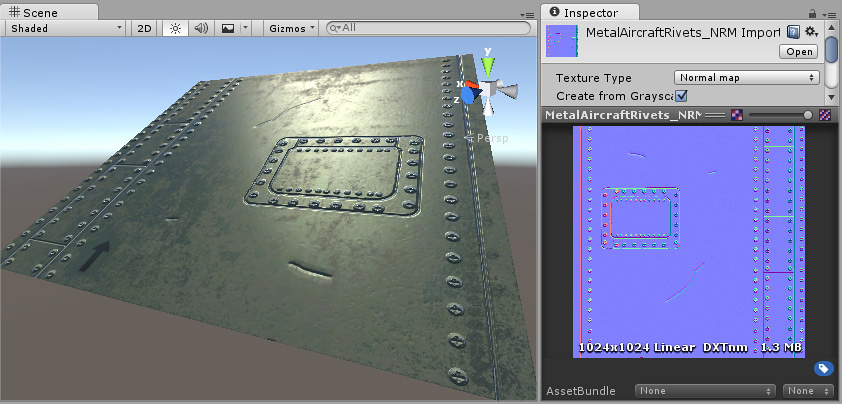 Scene
Shaded
2D
Gizmos
All
y
x
z
Persp
Inspector
MetalAircraftRivets_NRM Import
Open
Texture Type
Normal map
Create from Graysca
MetalAircraftRivets_NRM
1024x1024 Linear DXTnm 1.3 MB
AssetBundle
None
None